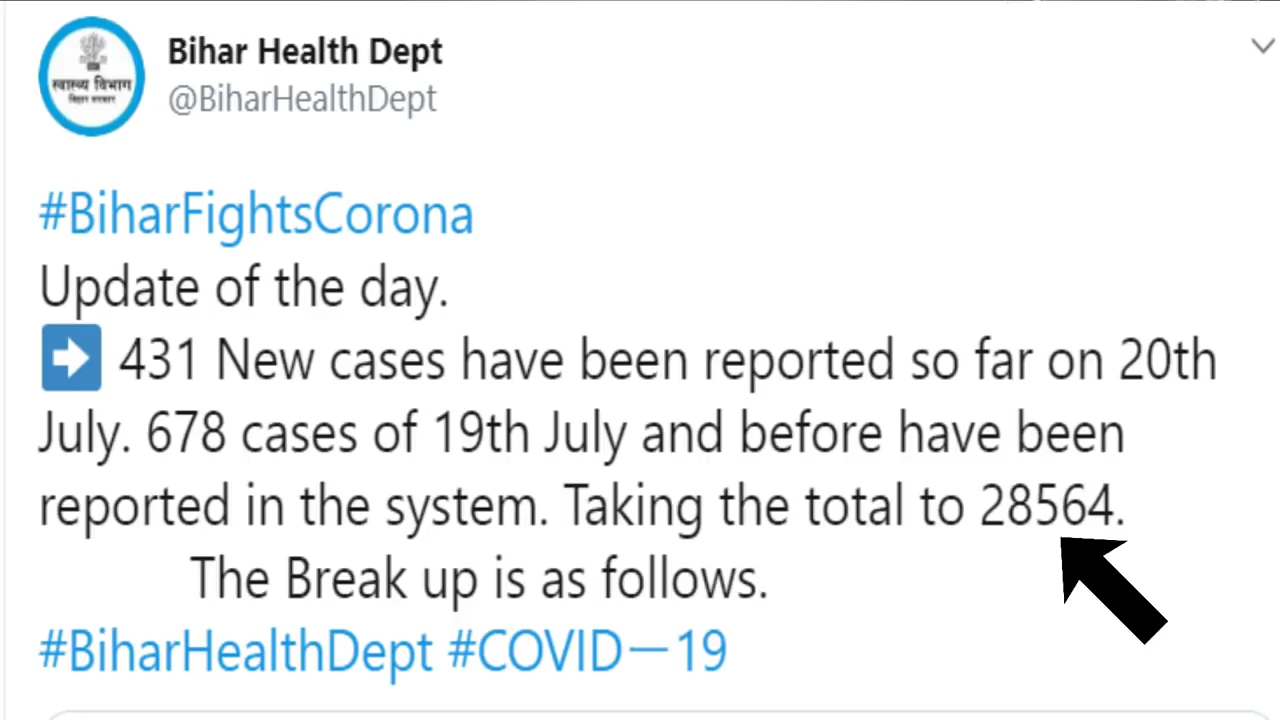 स्वास्थ्य विभाग
बिहार सरकार
Bihar Health Dept
@BiharHealthDept
#BiharFightsCorona
Update of the day.
➡ 431 New cases have been reported so far on 20th
July. 678 cases of 19th July and before have been
reported in the system. Taking the total to 28564.
The Break up is as follows.
#BiharHealthDept #COVID—19